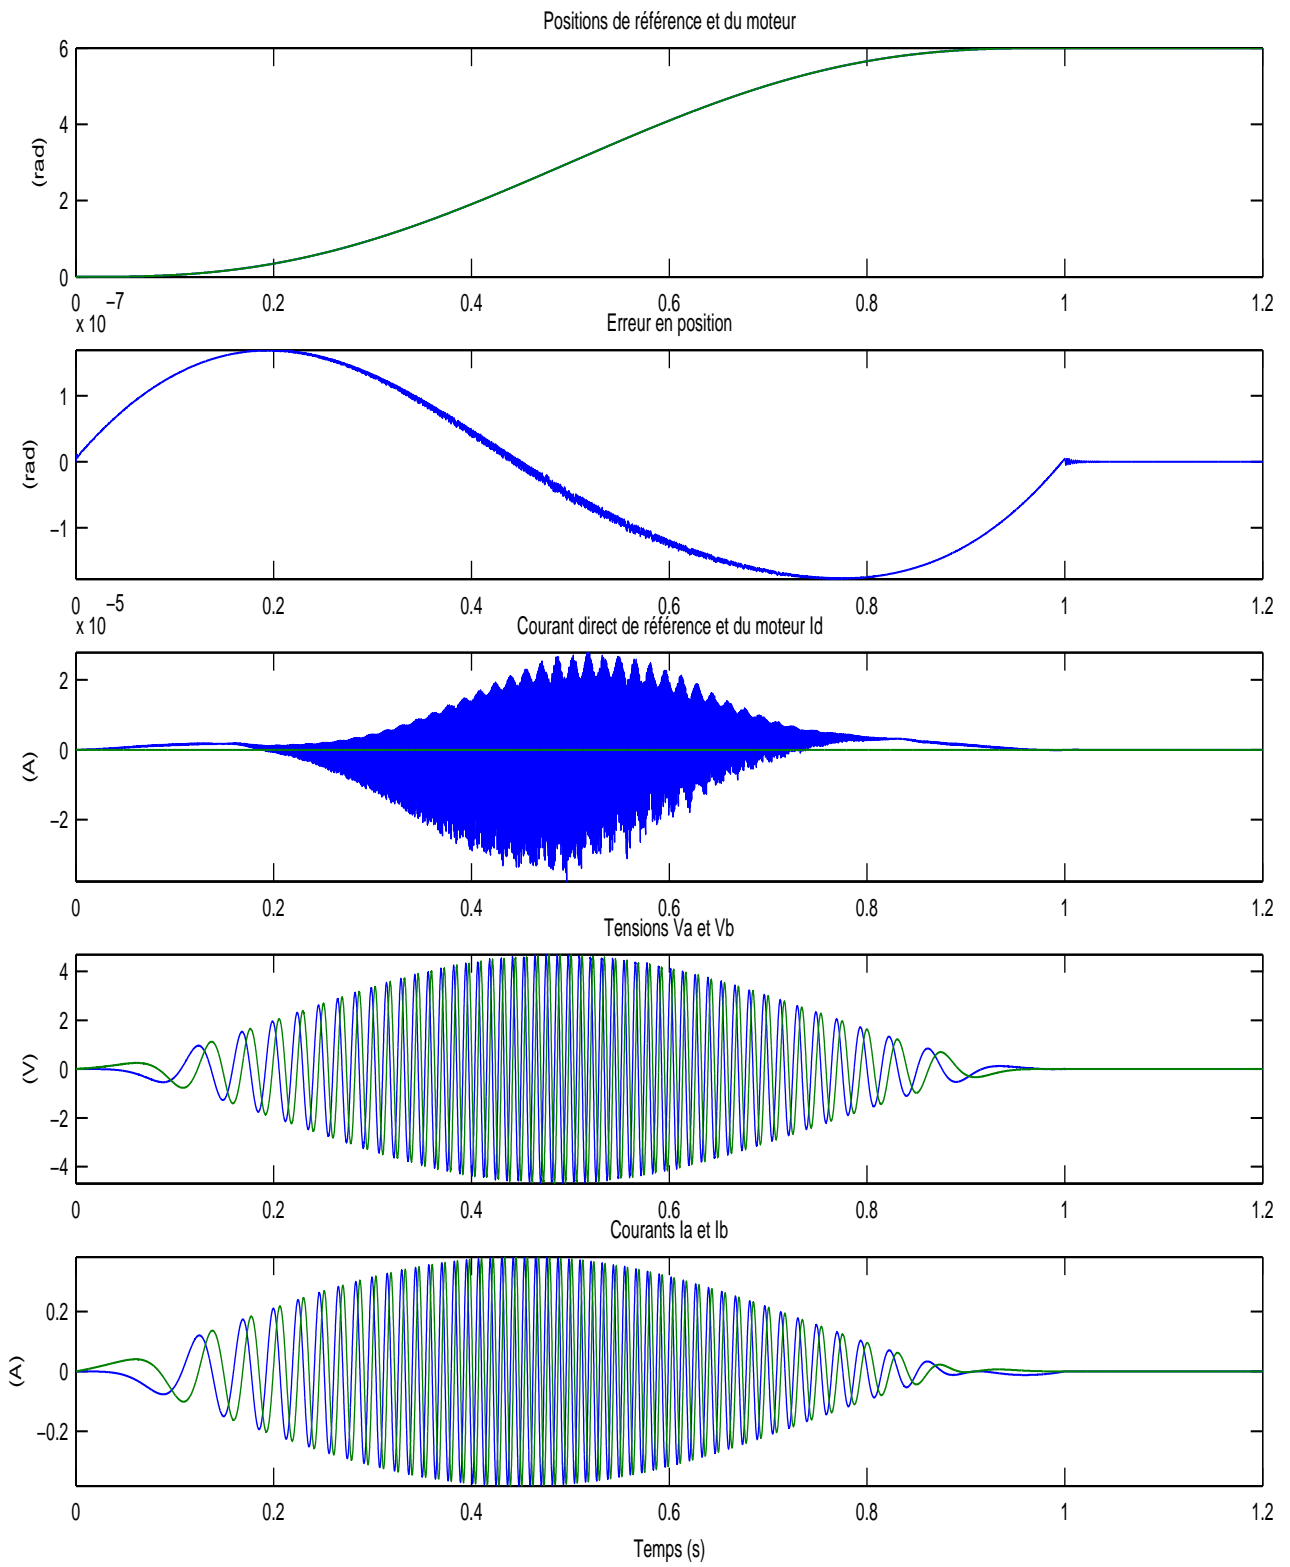 Positions de référence et du moteur
6
4
2
0
(rad)
0 0.2 0.4 0.6 0.8 1 1.2
x 10 −7
Erreur en position
1
0
−1
(rad)
0 0.2 0.4 0.6 0.8 1 1.2
x 10 −5
Courant direct de référence et du moteur Id
2
0
−2
(A)
0 0.2 0.4 0.6 0.8 1 1.2
Tensions Va et Vb
4
2
0
−2
−4
(V)
0 0.2 0.4 0.6 0.8 1 1.2
Courants Ia et Ib
0.2
0
−0.2
(A)
0 0.2 0.4 0.6 0.8 1 1.2
Temps (s)